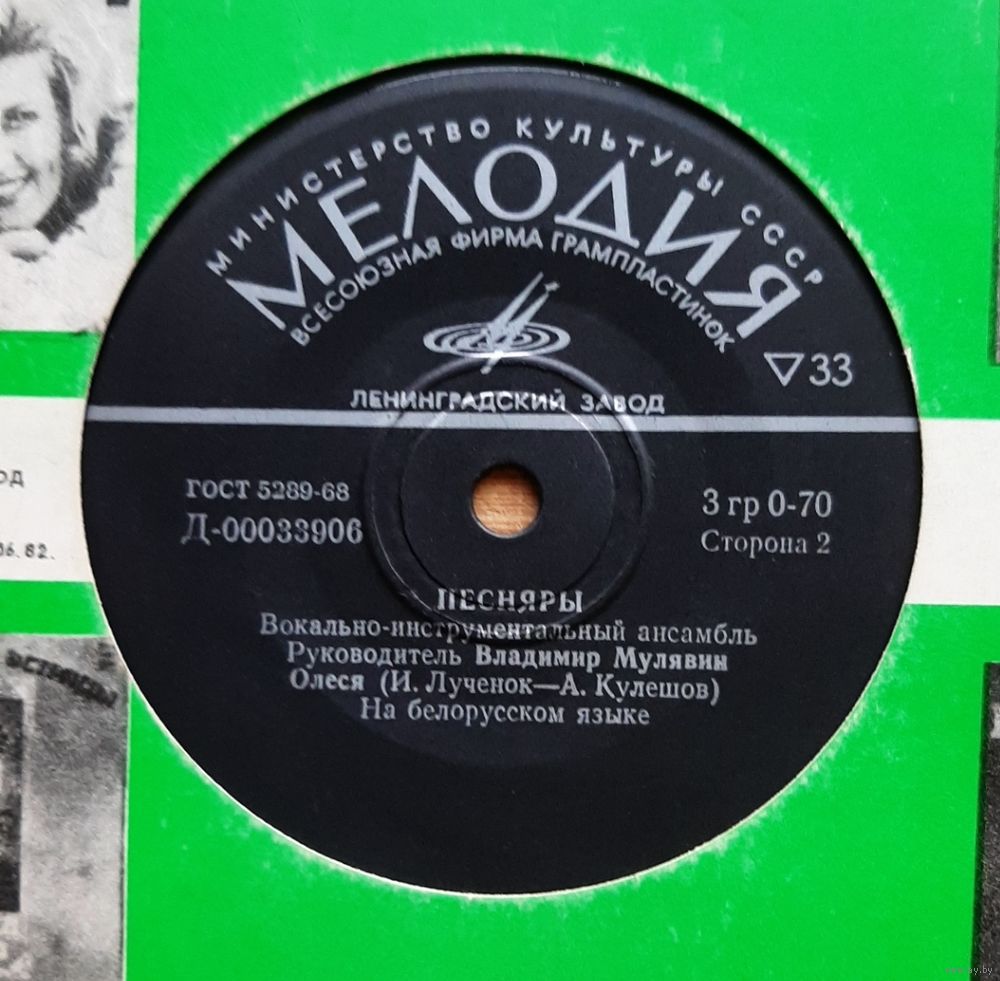 МИНИСТЕРСТВО КУЛЬТУРЫ СССР
МЕЛОДИЯ
ВСЕСОЮЗНАЯ ФИРМА ГРАМПЛАСТИНОК
▽33
ЛЕНИНГРАДСКИЙ ЗАВОД
ГОСТ 5289-68
Д-00033906
3 гр 0-70
Сторона 2
ПЕСНЯРЫ
Вокально-инструментальный ансамбль
Руководитель Владимир Мулявин
Олеся (И. Лученок—А. Кулешов)
На белорусском языке